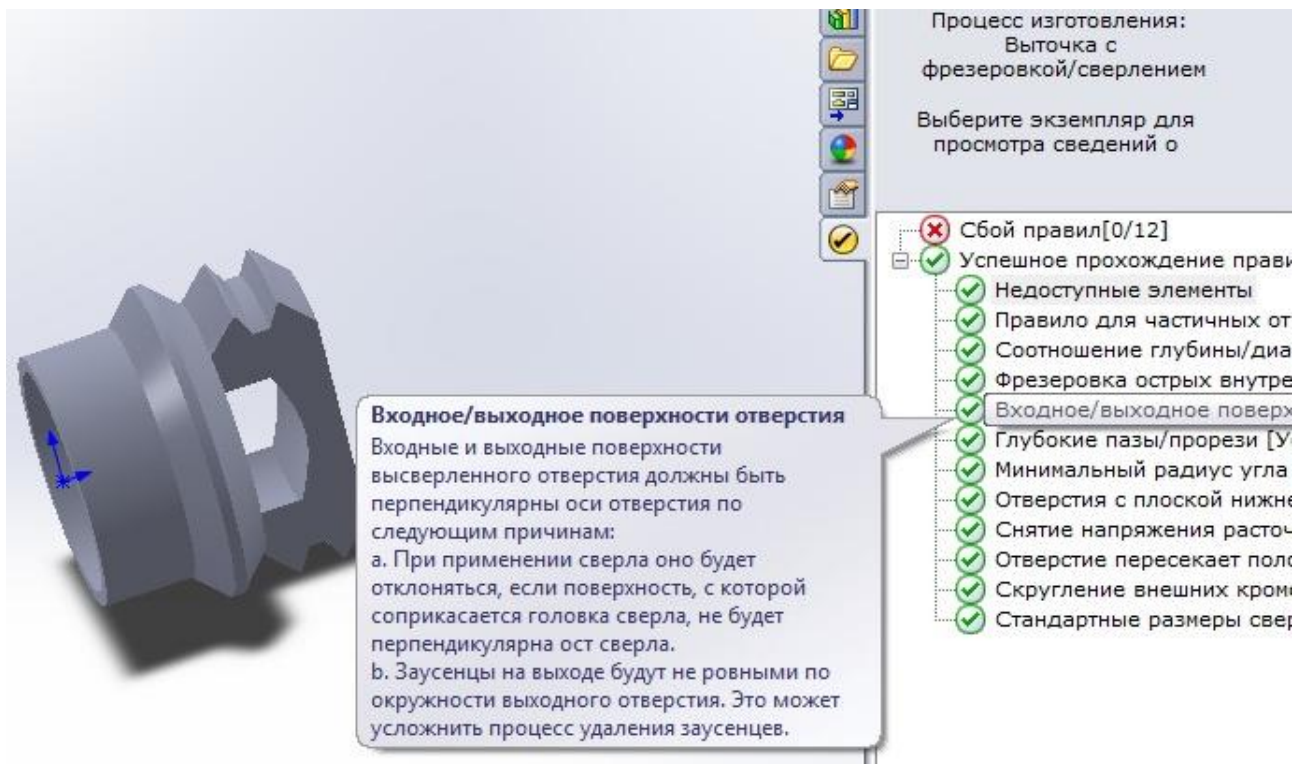 Процесс изготовления:
Выточка с
фрезеровкой/сверлением
Выберите экземпляр для
просмотра сведений о
Сбой правил[0/12]
Успешное прохождение прави
Недоступные элементы
Правило для частичных от
Соотношение глубины/диа
Фрезеровка острых внутре
Входное/выходное поверх
Глубокие пазы/прорези [У
Минимальный радиус угла
Отверстия с плоской нижне
Снятие напряжения расточ
Отверстие пересекает поло
Скругление внешних кромо
Стандартные размеры свер
Входное/выходное поверхности отверстия
Входные и выходные поверхности
высверленного отверстия должны быть
перпендикулярны оси отверстия по
следующим причинам:
a. При применении сверла оно будет
отклоняться, если поверхность, с которой
соприкасается головка сверла, не будет
перпендикулярна ост сверла.
b. Заусенцы на выходе будут не ровными по
окружности выходного отверстия. Это может
усложнить процесс удаления заусенцев.